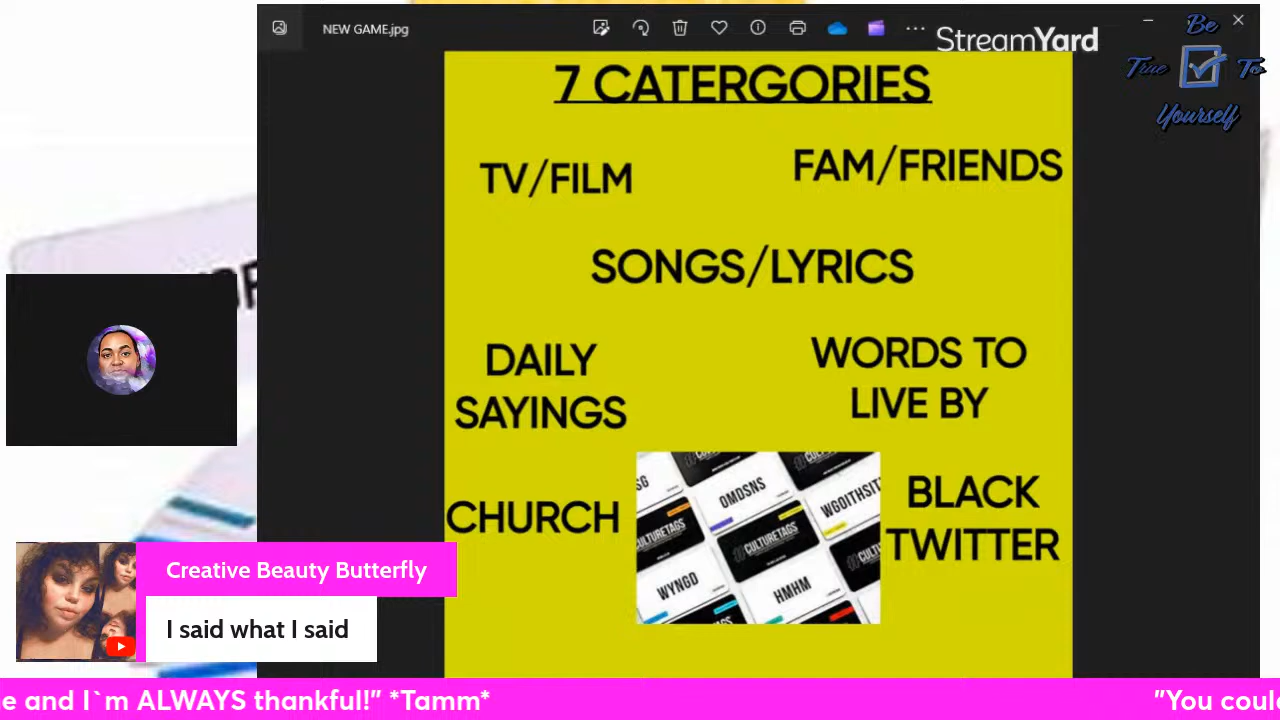 NEW GAME.jpg
StreamYard
Be
True To
Yourself
7 CATERGORIES
TV/FILM
FAM/FRIENDS
SONGS/LYRICS
DAILY
SAYINGS
WORDS TO
LIVE BY
CHURCH
BLACK
TWITTER
SG
OMDSNS
WGOITHSIT
CULTURETAGS
#CULTURETAGS
WYNGD
HMHM
Creative Beauty Butterfly
I said what I said
e and I`m ALWAYS thankful!" *Tamm*
"You coul